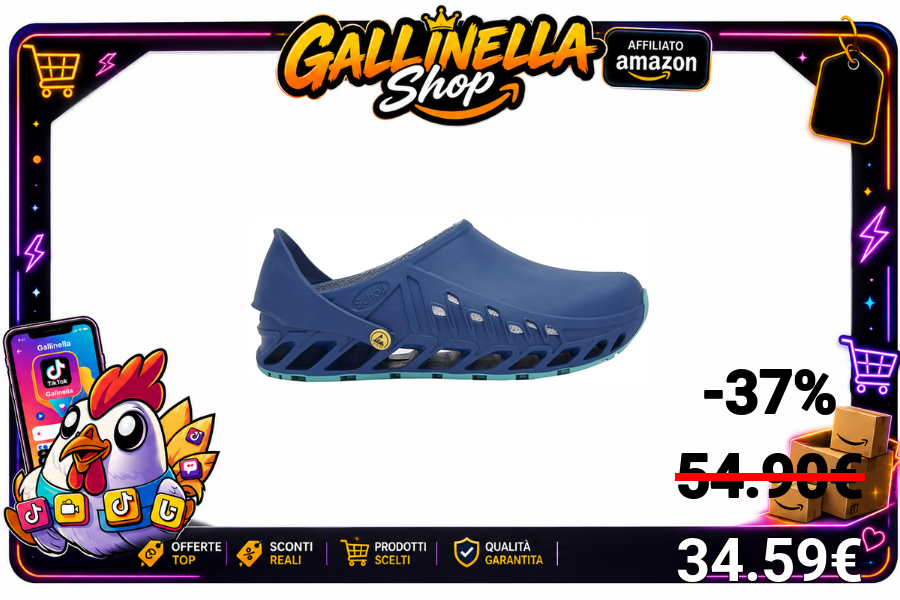 GALLINELLA
Shop
AFFILIATO
amazon
Scholl
Gallinella
TikTok
Gallinella
-37%
54.90€
34.59€
OFFERTE
TOP
SCONTI
REALI
PRODOTTI
SCELTI
QUALITÀ
GARANTITA